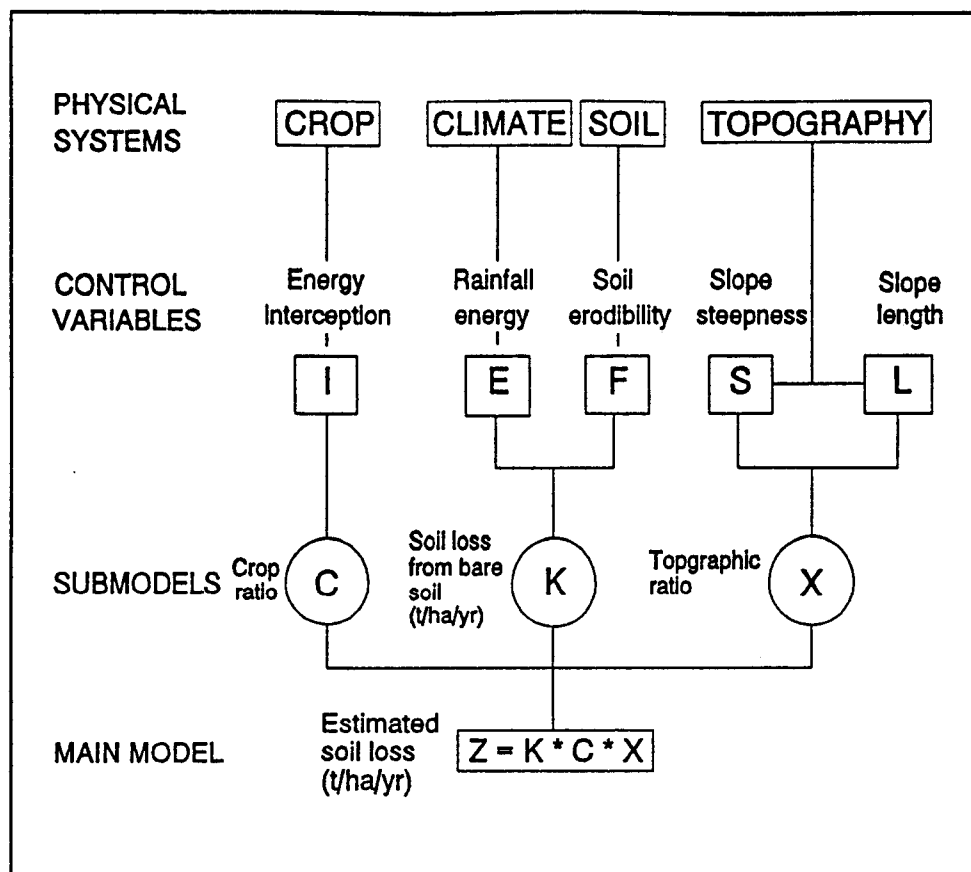 PHYSICAL
SYSTEMS
CROP
CLIMATE
SOIL
TOPOGRAPHY
CONTROL
VARIABLES
Energy
interception
Rainfall
energy
Soil
erodibility
Slope
steepness
Slope
length
I
E
F
S
L
SUBMODELS
Crop
ratio
C
Soil loss
from bare
soil
(t/ha/yr)
K
Topgraphic
ratio
X
MAIN MODEL
Estimated
soil loss
(t/ha/yr)
Z = K * C * X